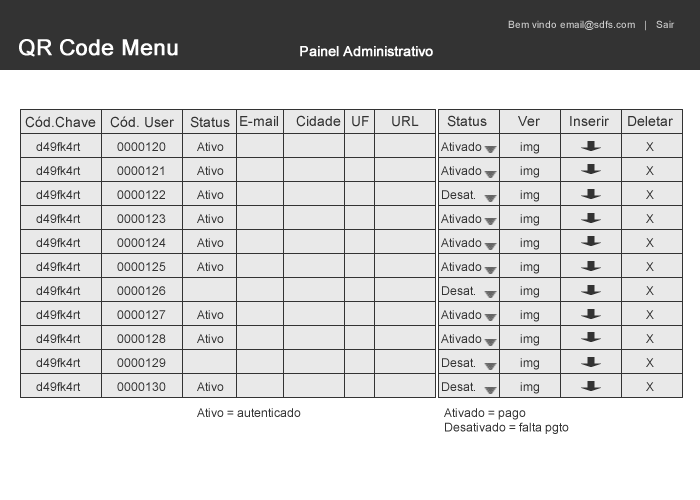 Bem vindo email@sdfs.com | Sair
QR Code Menu Painel Administrativo
Cód.Chave Cód. User Status E-mail Cidade UF URL Status Ver Inserir Deletar
d49fk4rt 0000120 Ativo Ativado img X
d49fk4rt 0000121 Ativo Ativado img X
d49fk4rt 0000122 Ativo Desat. img X
d49fk4rt 0000123 Ativo Ativado img X
d49fk4rt 0000124 Ativo Ativado img X
d49fk4rt 0000125 Ativo Ativado img X
d49fk4rt 0000126 Desat. img X
d49fk4rt 0000127 Ativo Ativado img X
d49fk4rt 0000128 Ativo Ativado img X
d49fk4rt 0000129 Desat. img X
d49fk4rt 0000130 Ativo Desat. img X
Ativo = autenticado Ativado = pago
Desativado = falta pgto